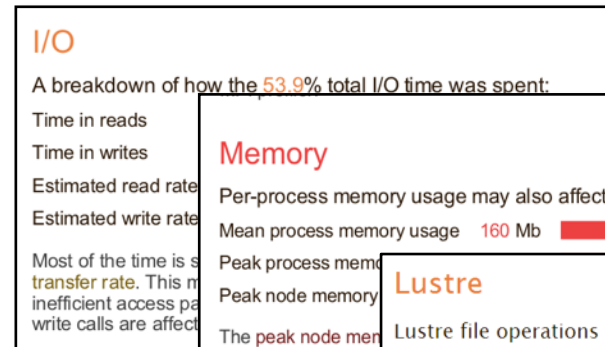 I/O
A breakdown of how the 53.9% total I/O time was spent:
Time in reads
Time in writes
Estimated read rate
Estimated write rate
Most of the time is s
transfer rate. This m
inefficient access pa
write calls are affect
Memory
Per-process memory usage may also affect
Mean process memory usage 160 Mb
Peak process memo
Peak node memory
The peak node mem
Lustre
Lustre file operations